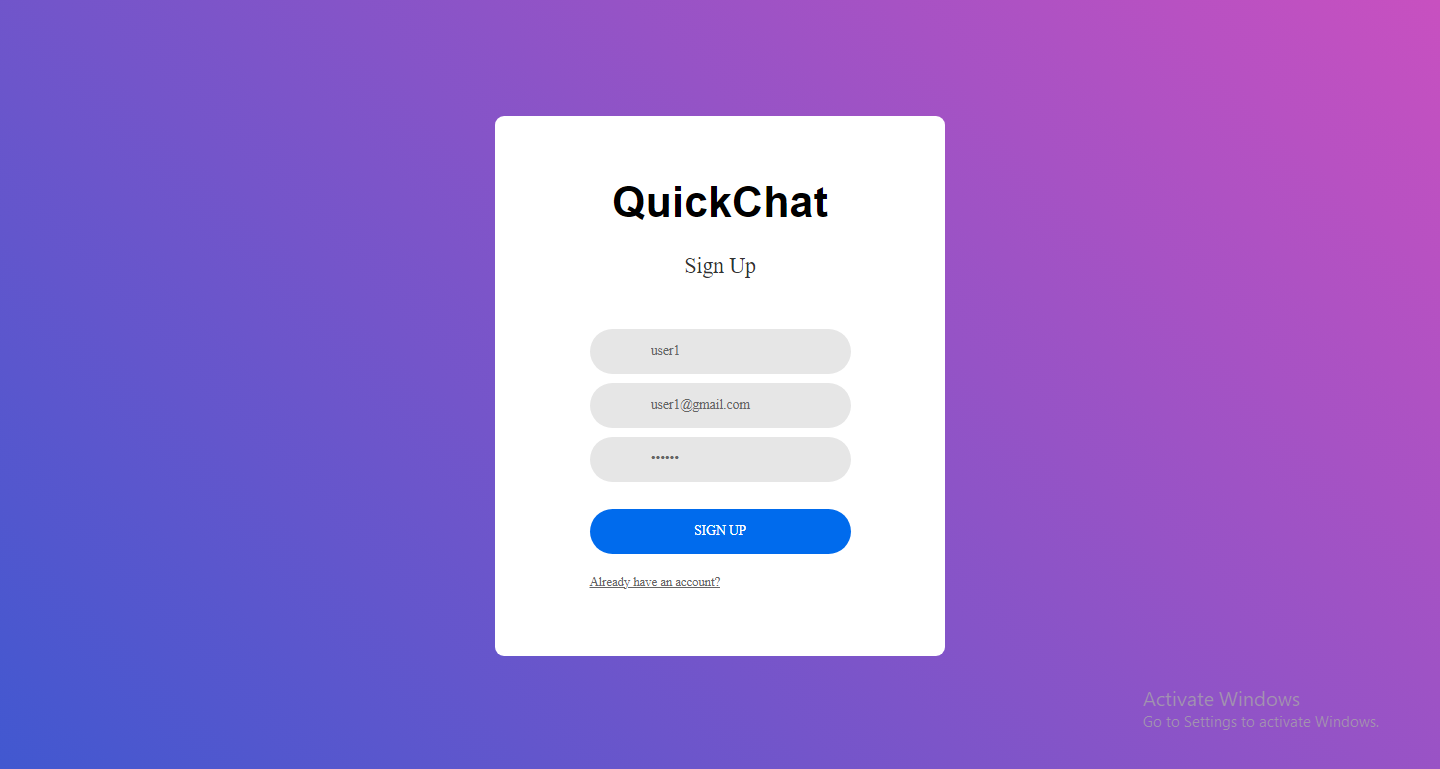 QuickChat
Sign Up
user1
user1@gmail.com
••••••
SIGN UP
Already have an account?
Activate Windows
Go to Settings to activate Windows.